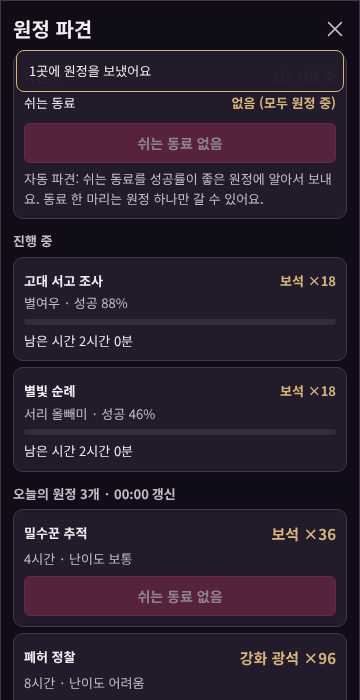 원정 파견
1곳에 원정을 보냈어요
쉬는 동료 없음 (모두 원정 중)
쉬는 동료 없음
자동 파견: 쉬는 동료를 성공률이 좋은 원정에 알아서 보내
요. 동료 한 마리는 원정 하나만 갈 수 있어요.
진행 중
고대 서고 조사 보석 ×18
별여우 · 성공 88%
남은 시간 2시간 0분
별빛 순례 보석 ×18
서리 올빼미 · 성공 46%
남은 시간 2시간 0분
오늘의 원정 3개 · 00:00 갱신
밀수꾼 추적 보석 ×36
4시간 · 난이도 보통
쉬는 동료 없음
폐허 정찰 강화 광석 ×96
8시간 · 난이도 어려움